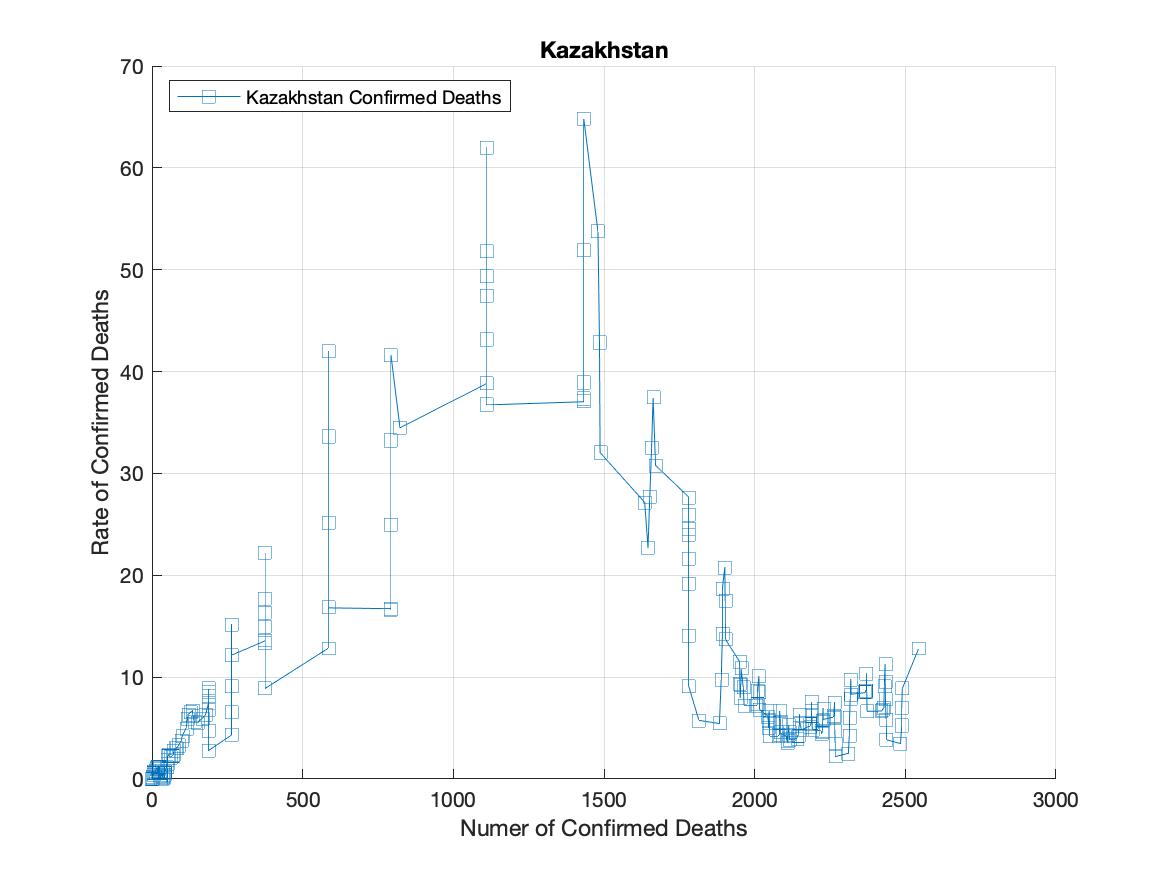 Kazakhstan
Kazakhstan Confirmed Deaths
70
60
50
40
30
20
10
0
Rate of Confirmed Deaths
0 500 1000 1500 2000 2500 3000
Numer of Confirmed Deaths